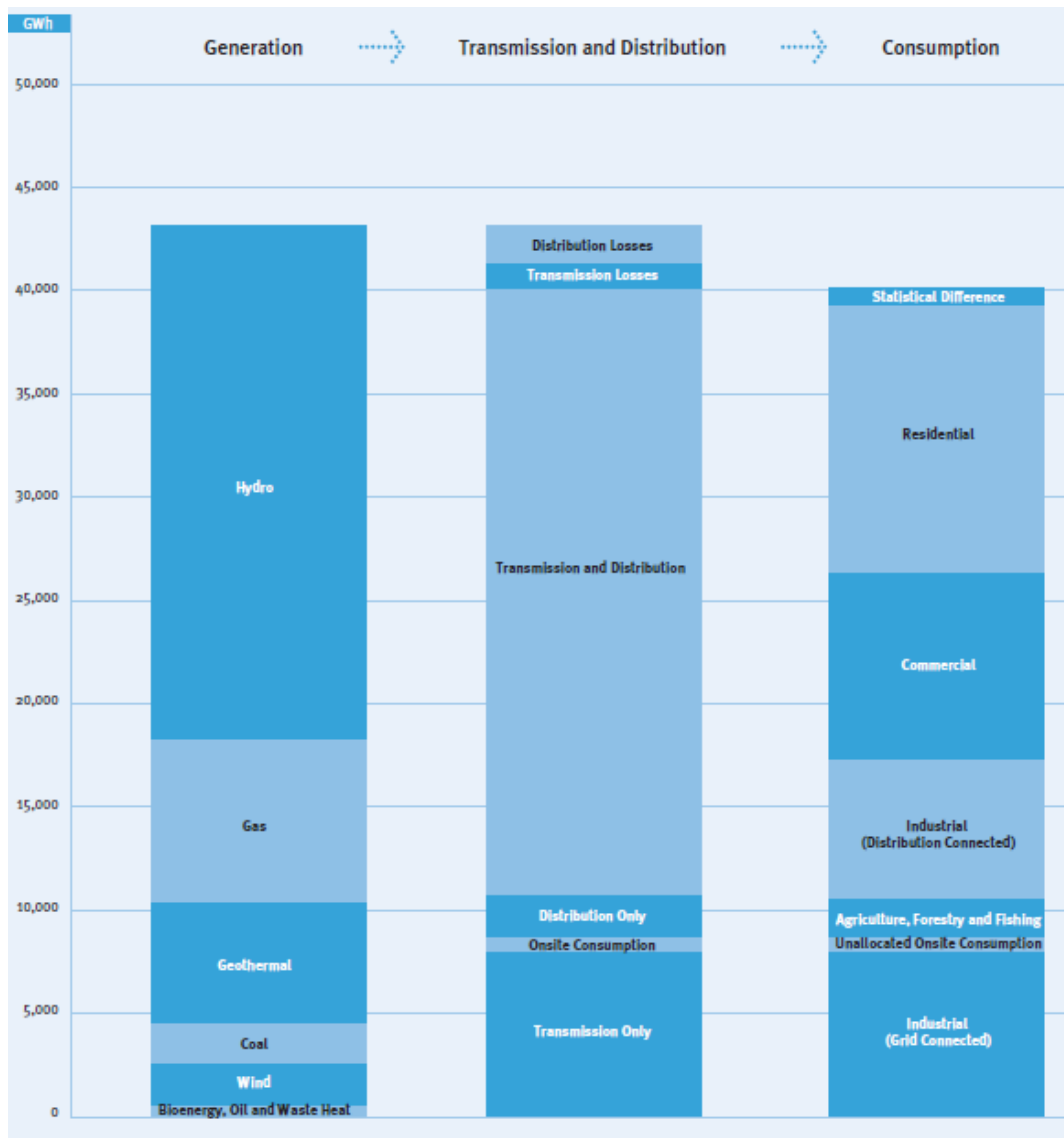 GWh
Generation
Transmission and Distribution
Consumption
50,000
45,000
40,000
35,000
30,000
25,000
20,000
15,000
10,000
5,000
0
Hydro
Gas
Geothermal
Coal
Wind
Bioenergy, Oil and Waste Heat
Distribution Losses
Transmission Losses
Transmission and Distribution
Distribution Only
Onsite Consumption
Transmission Only
Statistical Difference
Residential
Commercial
Industrial
(Distribution Connected)
Agriculture, Forestry and Fishing
Unallocated Onsite Consumption
Industrial
(Grid Connected)